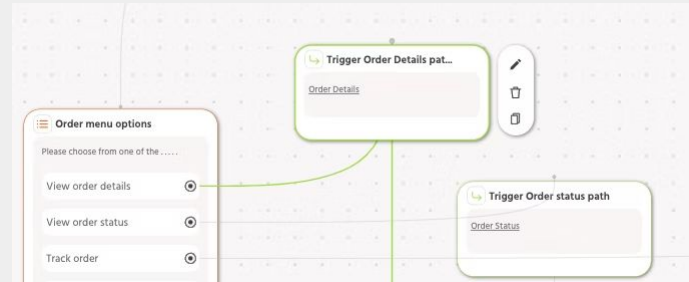 Trigger Order Details pat...
Order Details
Order menu options
Please choose from one of the .....
View order details
View order status
Track order
Trigger Order status path
Order Status